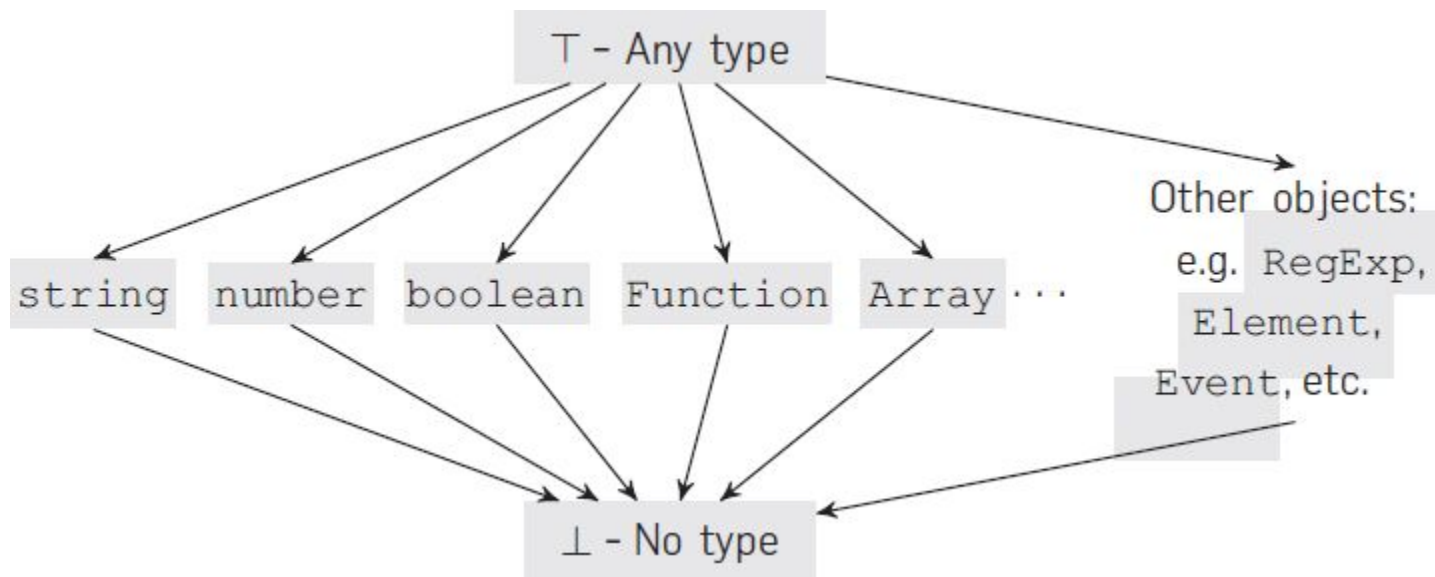 ⊤ - Any type
string number boolean Function Array ···
Other objects:
e.g. RegExp,
Element,
Event, etc.
⊥ - No type